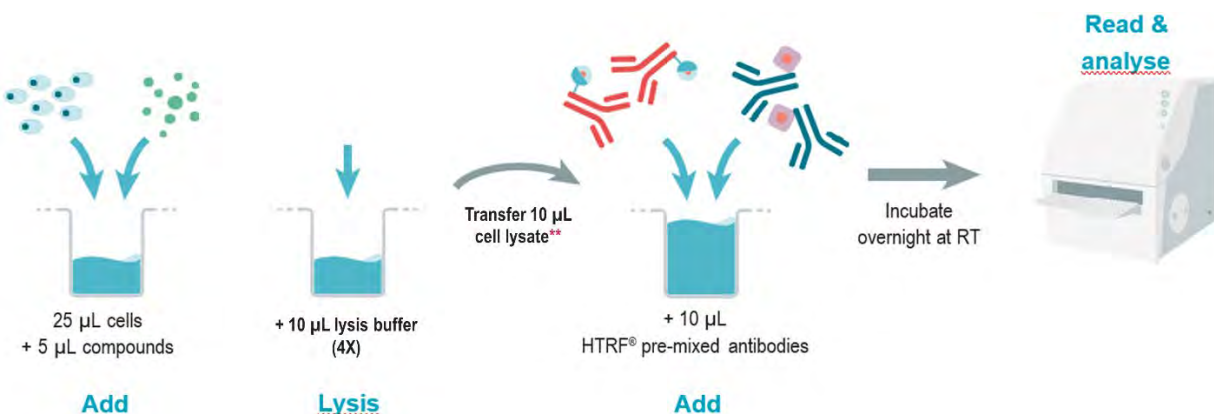 Read &
analyse
Transfer 10 µL
cell lysate**
Incubate
overnight at RT
25 µL cells
+ 5 µL compounds
+ 10 µL lysis buffer
(4X)
+ 10 µL
HTRF® pre-mixed antibodies
Add
Lysis
Add